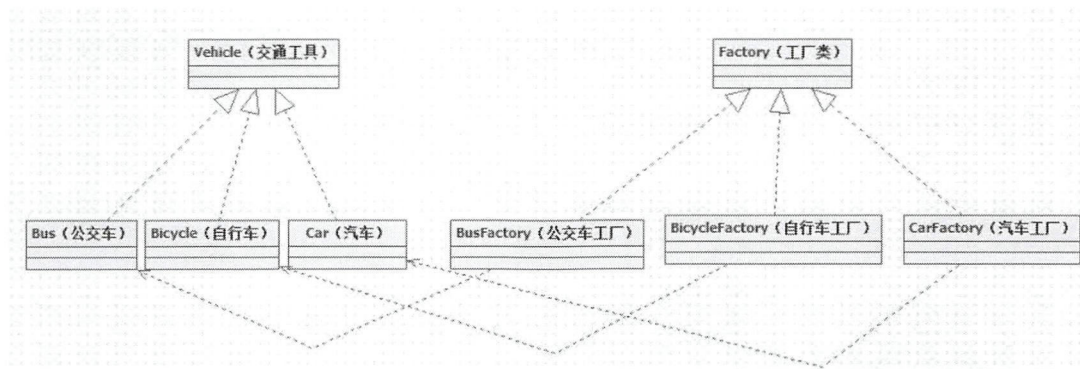 Vehicle（交通工具）
Factory（工厂类）
Bus（公交车）
Bicycle（自行车）
Car（汽车）
BusFactory（公交车工厂）
BicycleFactory（自行车工厂）
CarFactory（汽车工厂）